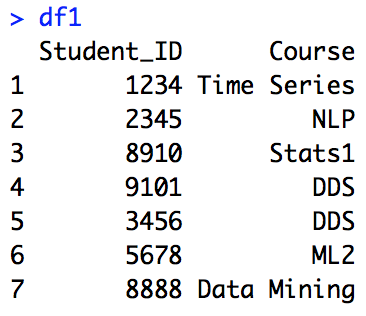 > df1
Student_ID Course
1 1234 Time Series
2 2345 NLP
3 8910 Stats1
4 9101 DDS
5 3456 DDS
6 5678 ML2
7 8888 Data Mining